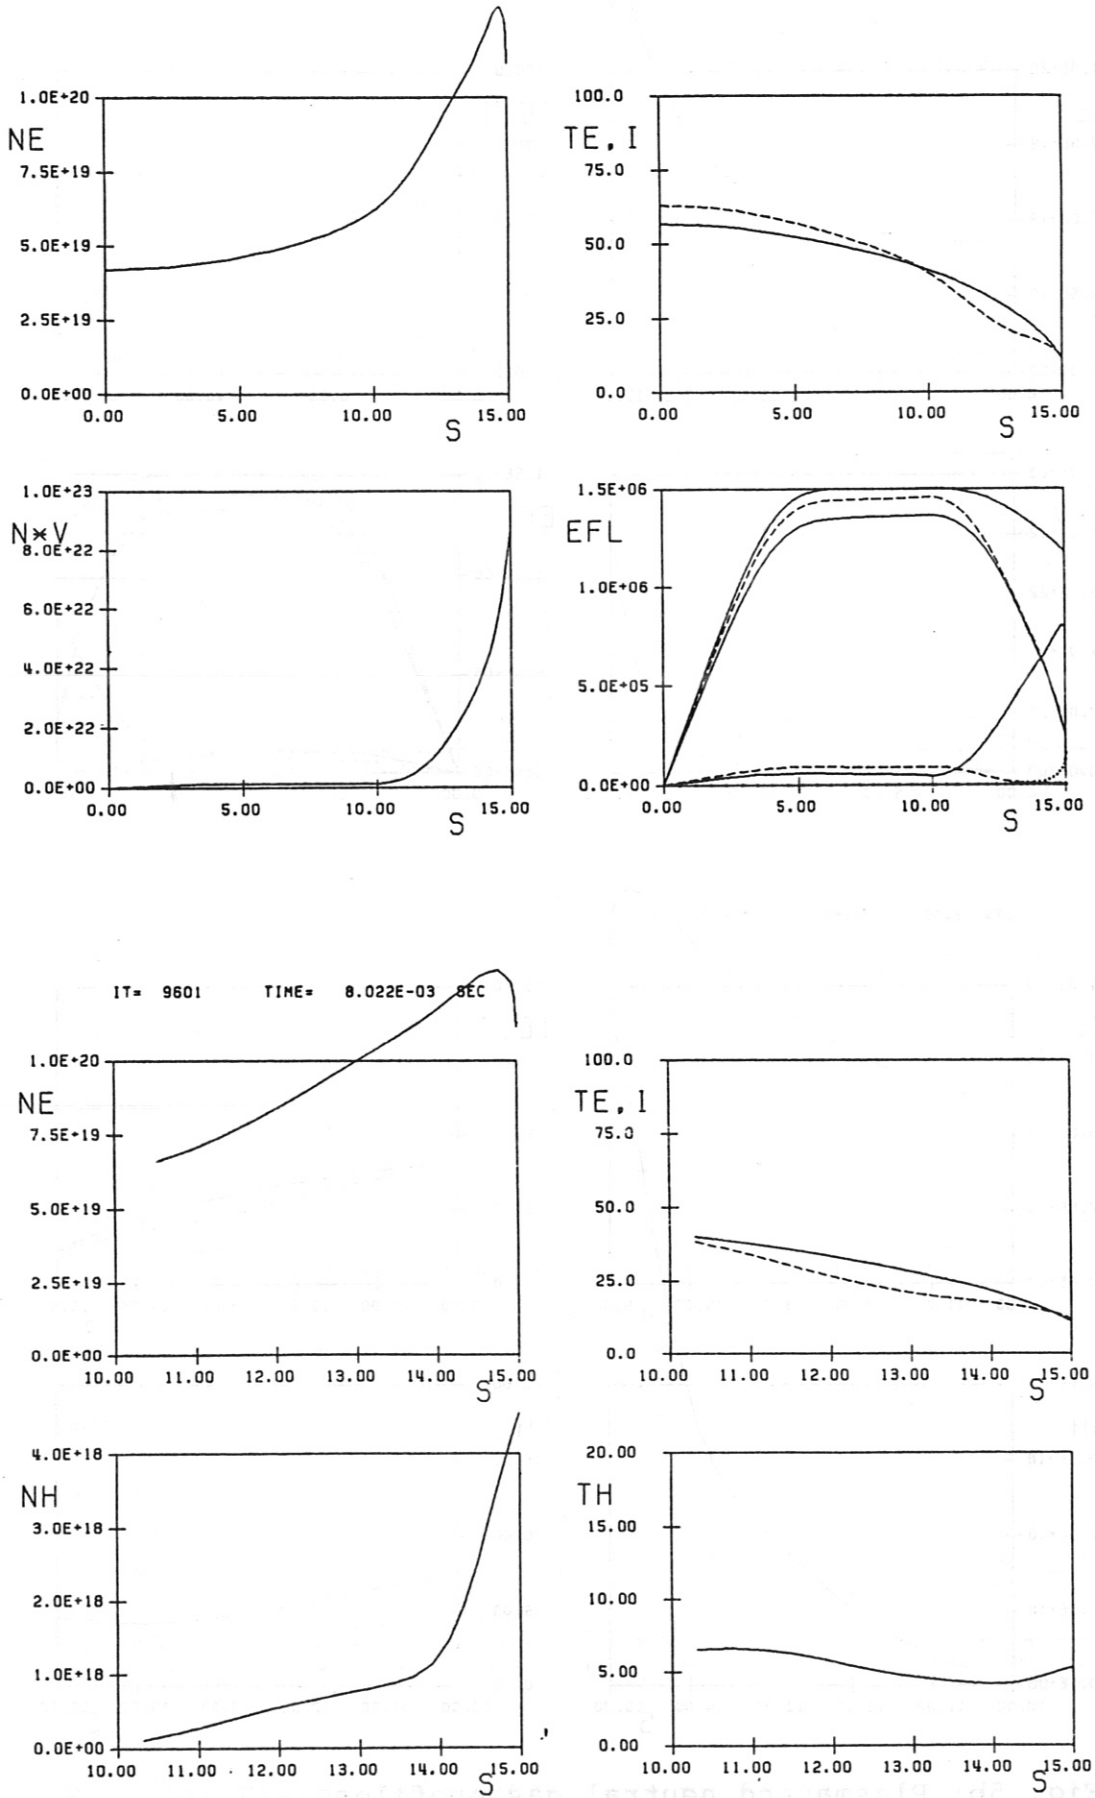 1.0E+20
NE
7.5E+19
5.0E+19
2.5E+19
0.0E+00
0.00 5.00 10.00 15.00
S
100.0
TE, I
75.0
50.0
25.0
0.0
0.00 5.00 10.00 15.00
S
1.0E+23
N*V
8.0E+22
6.0E+22
4.0E+22
2.0E+22
0.0E+00
0.00 5.00 10.00 15.00
S
1.5E+06
EFL
1.0E+06
5.0E+05
0.0E+00
0.00 5.00 10.00 15.00
S
IT= 9601 TIME= 8.022E-03 SEC
1.0E+20
NE
7.5E+19
5.0E+19
2.5E+19
0.0E+00
10.00 11.00 12.00 13.00 14.00 15.00
S
100.0
TE, I
75.0
50.0
25.0
0.0
10.00 11.00 12.00 13.00 14.00 15.00
S
4.0E+18
NH
3.0E+18
2.0E+18
1.0E+18
0.0E+00
10.00 11.00 12.00 13.00 14.00 15.00
S
20.00
TH
15.00
10.00
5.00
0.00
10.00 11.00 12.00 13.00 14.00 15.00
S